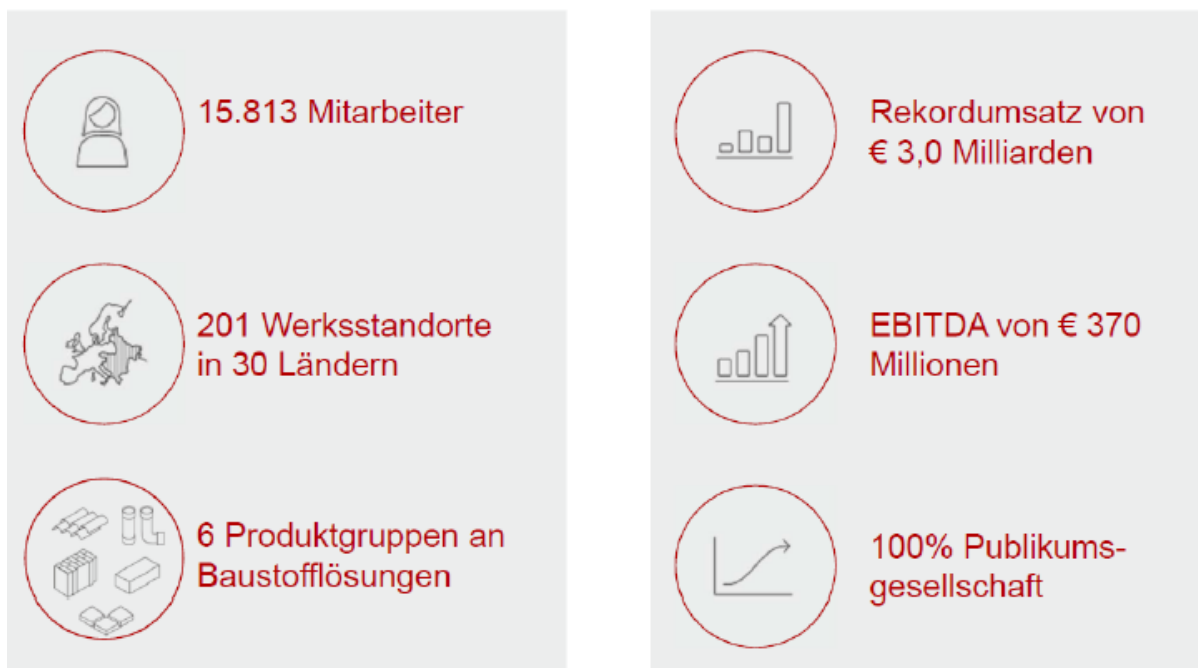 15.813 Mitarbeiter
201 Werksstandorte
in 30 Ländern
6 Produktgruppen an
Baustofflösungen
Rekordumsatz von
€ 3,0 Milliarden
EBITDA von € 370
Millionen
100% Publikums-
gesellschaft